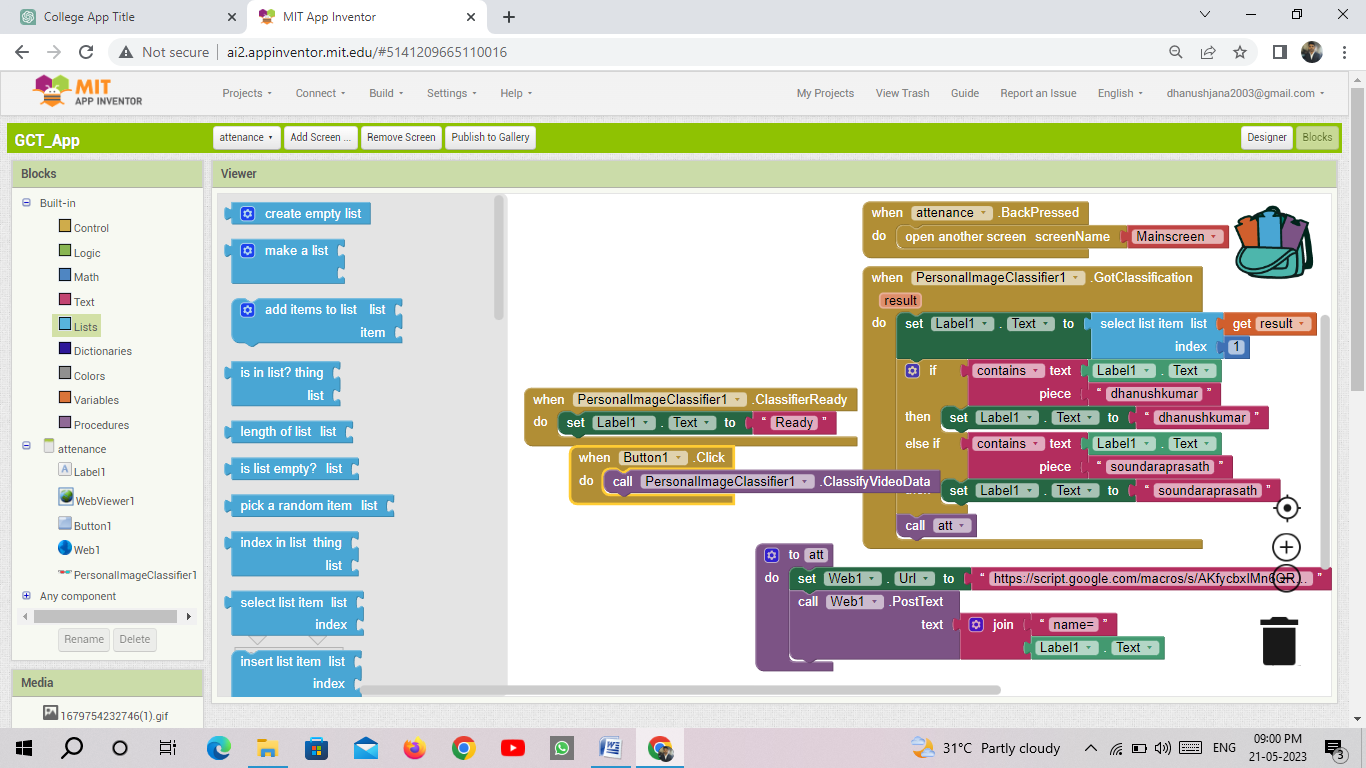 College App Title
MIT App Inventor
Not secure
ai2.appinventor.mit.edu/#5141209665110016
MIT
APP INVENTOR
Projects
Connect
Build
Settings
Help
My Projects
View Trash
Guide
Report an Issue
English
dhanushjana2003@gmail.com
GCT_App
attenance
Add Screen ...
Remove Screen
Publish to Gallery
Designer
Blocks
Blocks
Built-in
Control
Logic
Math
Text
Lists
Dictionaries
Colors
Variables
Procedures
attenance
Label1
WebViewer1
Button1
Web1
PersonalImageClassifier1
Any component
Rename
Delete
Media
1679754232746(1).gif
Viewer
create empty list
make a list
add items to list list
item
is in list? thing
list
length of list list
is list empty? list
pick a random item list
index in list thing
list
select list item list
index
insert list item list
index
when PersonalImageClassifier1 .ClassifierReady
do set Label1 . Text to “ Ready ”
when Button1 .Click
do call PersonalImageClassifier1 .ClassifyVideoData
when attenance .BackPressed
do open another screen screenName Mainscreen
when PersonalImageClassifier1 .GotClassification
result
do set Label1 . Text to select list item list get result
index 1
if contains text Label1 . Text
piece “ dhanushkumar ”
then set Label1 . Text to “ dhanushkumar ”
else if contains text Label1 . Text
piece “ soundaraprasath ”
then set Label1 . Text to “ soundaraprasath ”
call att
to att
do set Web1 . Url to “ https://script.google.com/macros/s/AKfycbxIMn6QR... ”
call Web1 .PostText
text join “ name= ”
Label1 . Text
31°C Partly cloudy
ENG
09:00 PM
21-05-2023
3